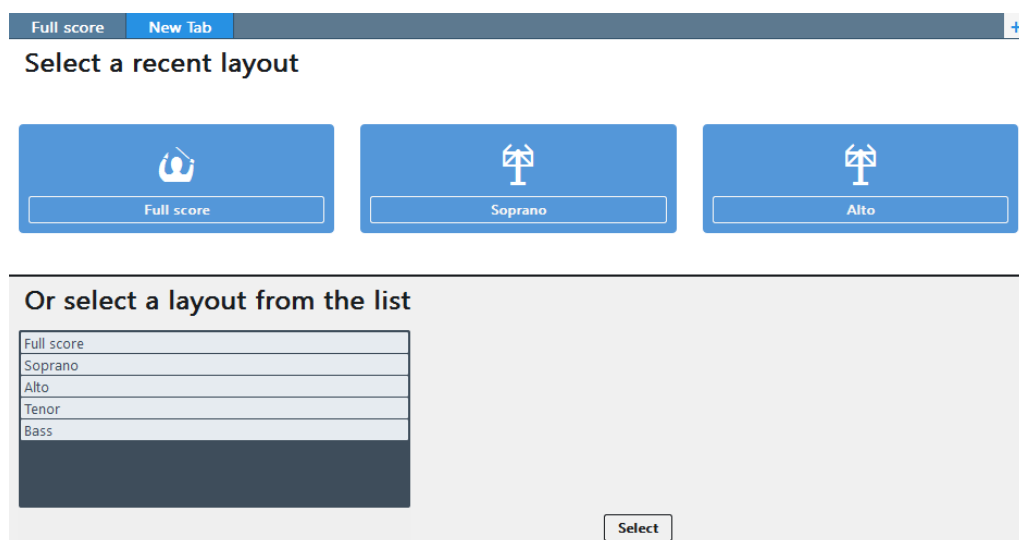 Full score New Tab +
Select a recent layout
Full score Soprano Alto
Or select a layout from the list
Full score
Soprano
Alto
Tenor
Bass
Select